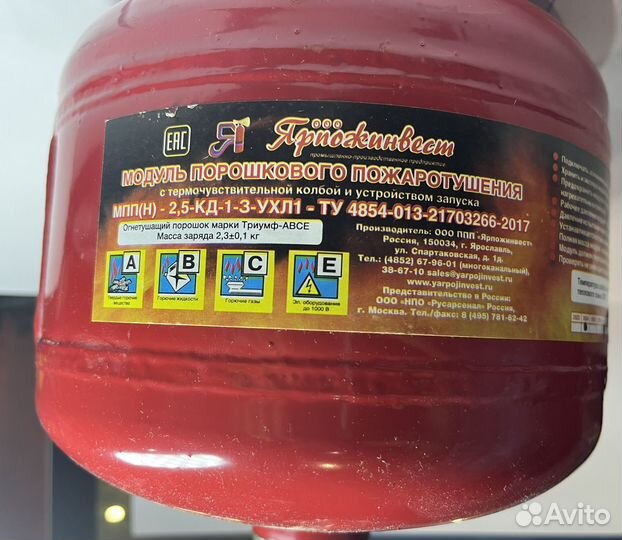 EAC
ООО
Ярпожинвест
промышленно-производственное предприятие
МОДУЛЬ ПОРОШКОВОГО ПОЖАРОТУШЕНИЯ
с термочувствительной колбой и устройством запуска
МПП(Н) - 2,5-КД-1-3-УХЛ1 - ТУ 4854-013-21703266-2017
Огнетушащий порошок марки Триумф-АВСЕ
Масса заряда 2,3±0,1 кг
A
Твердые горючие вещества
B
Горючие жидкости
C
Горючие газы
E
Эл. оборудование
до 1000 В
Производитель: ООО ППП «Ярпожинвест»
Россия, 150034, г. Ярославль,
ул. Спартаковская, д. 1д.
Тел.: (4852) 67-96-01 (многоканальный),
38-67-10 sales@yarpojinvest.ru
www.yarpojinvest.ru
Представительство в России:
ООО «НПО «Русарсенал» Россия,
г. Москва. Тел./факс: 8 (495) 781-62-42
Подключать
Хранить
Avito